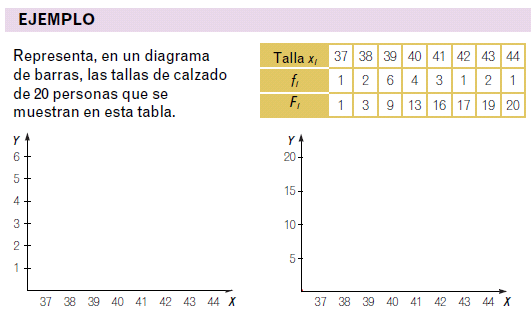 EJEMPLO
Representa, en un diagrama
de barras, las tallas de calzado
de 20 personas que se
muestran en esta tabla.
Talla xᵢ 37 38 39 40 41 42 43 44
fᵢ 1 2 6 4 3 1 2 1
Fᵢ 1 3 9 13 16 17 19 20
Y
6
5
4
3
2
1
37 38 39 40 41 42 43 44 X
Y
20
15
10
5
37 38 39 40 41 42 43 44 X